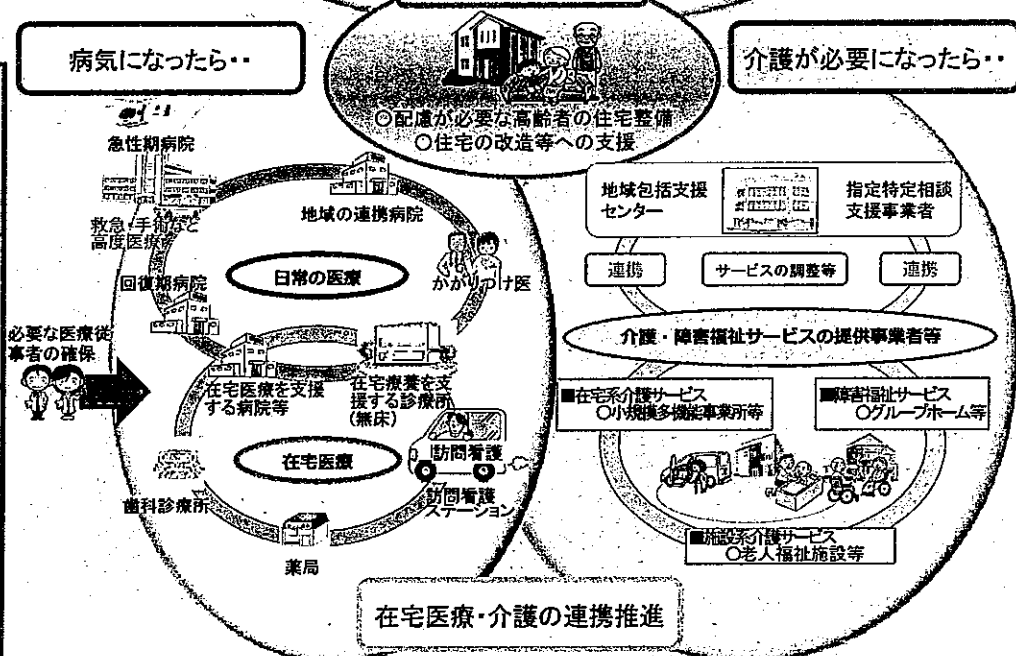 病気になったら‥
介護が必要になったら‥
○配慮が必要な高齢者の住宅整備
○住宅の改造等への支援
急性期病院
救急・手術など
高度医療
地域の連携病院
日常の医療
かかりつけ医
回復期病院
必要な医療従
事者の確保
在宅医療を支援
する病院等
在宅療養を支
援する診療所
(無床)
在宅医療
訪問看護
訪問看護
ステーション
歯科診療所
薬局
地域包括支援
センター
指定特定相談
支援事業者
連携
サービスの調整等
連携
介護・障害福祉サービスの提供事業者等
■在宅系介護サービス
○小規模多機能事業所等
■障害福祉サービス
○グループホーム等
■施設系介護サービス
○老人福祉施設等
在宅医療・介護の連携推進